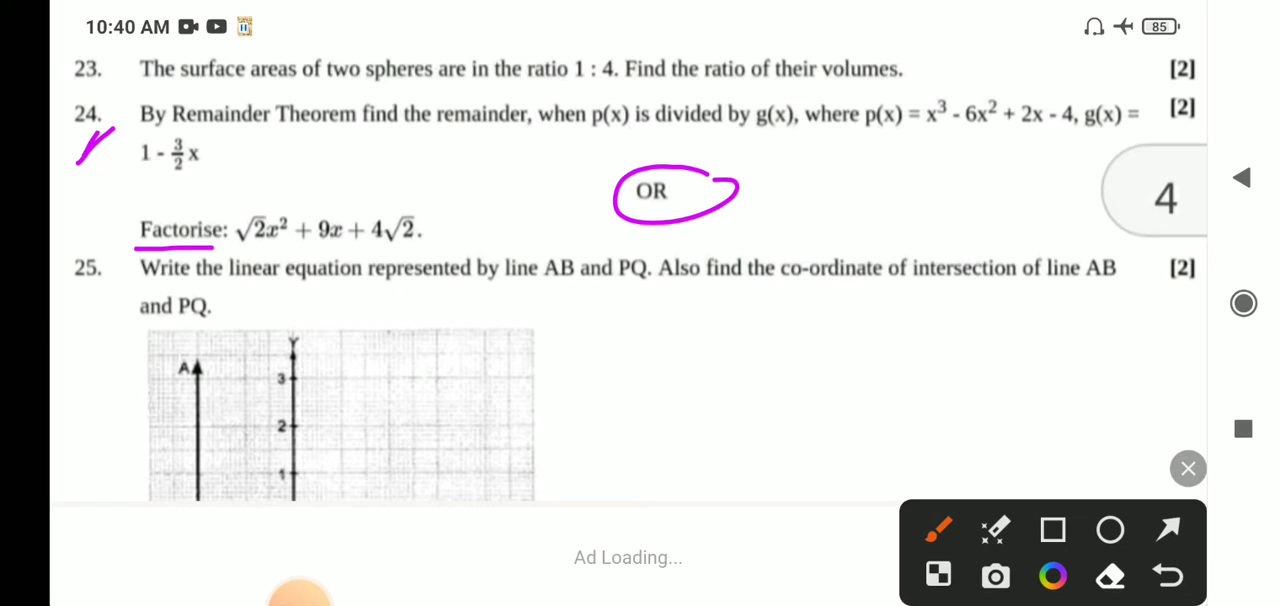 10:40 AM
85
23. The surface areas of two spheres are in the ratio 1 : 4. Find the ratio of their volumes. [2]
24. By Remainder Theorem find the remainder, when p(x) is divided by g(x), where p(x) = x³ - 6x² + 2x - 4, g(x) = [2]
1 - 3/2 x
OR
4
Factorise: √2x² + 9x + 4√2.
25. Write the linear equation represented by line AB and PQ. Also find the co-ordinate of intersection of line AB [2]
and PQ.
Y
A
3
2
1
Ad Loading...